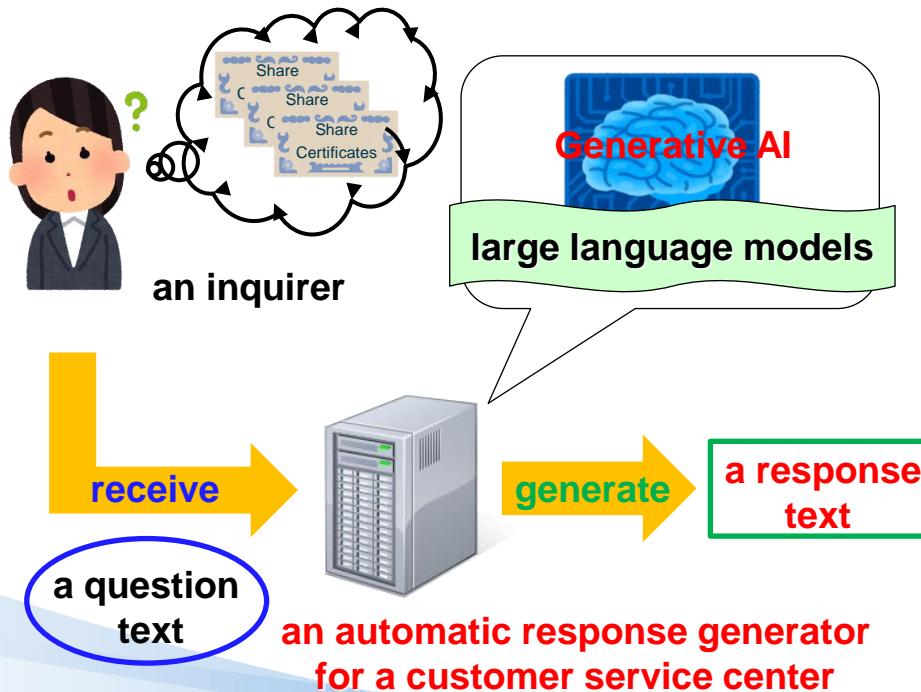 Share
C
Share
C
Share
Certificates
?
an inquirer
Generative AI
large language models
receive
generate
a response
text
a question
text
an automatic response generator
for a customer service center